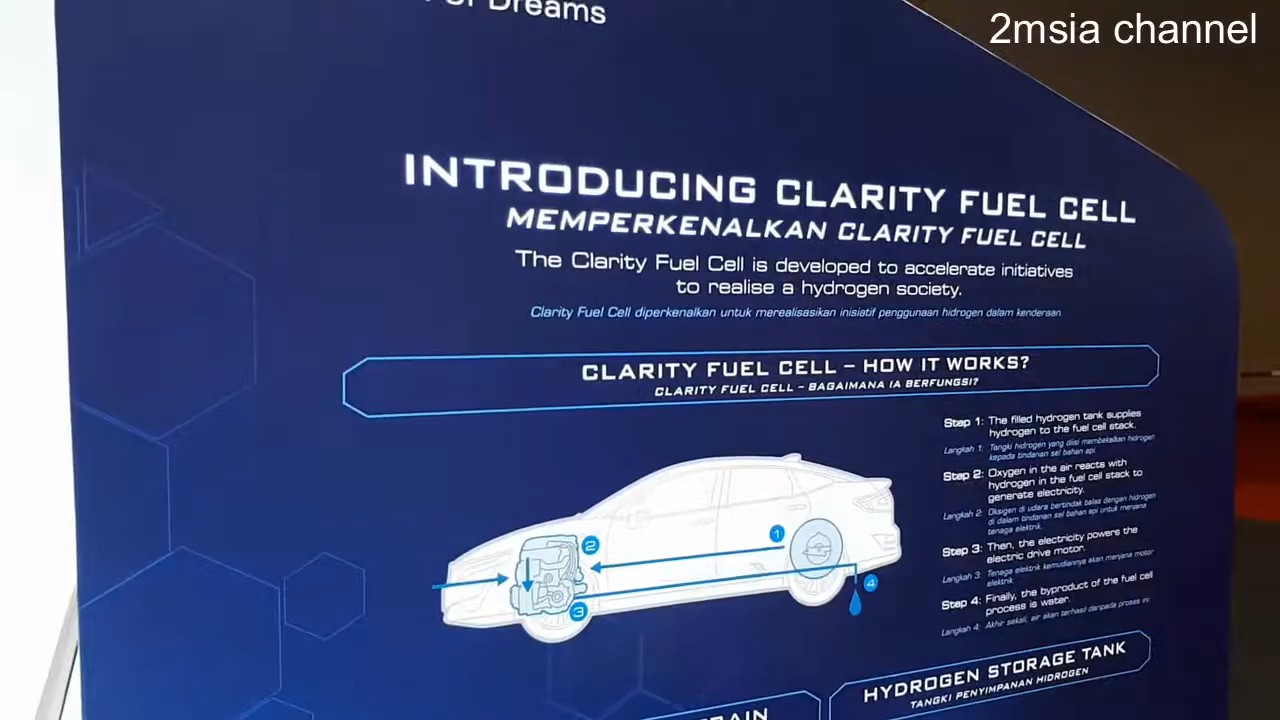 2msia channel
Dreams
INTRODUCING CLARITY FUEL CELL
MEMPERKENALKAN CLARITY FUEL CELL
The Clarity Fuel Cell is developed to accelerate initiatives
to realise a hydrogen society.
Clarity Fuel Cell diperkenalkan untuk merealisasikan inisiatif penggunaan hidrogen dalam kenderaan.
CLARITY FUEL CELL – HOW IT WORKS?
CLARITY FUEL CELL – BAGAIMANA IA BERFUNGSI?
Step 1: The filled hydrogen tank supplies
hydrogen to the fuel cell stack.
Langkah 1: Tangki hidrogen yang diisi membekalkan hidrogen
kepada tindanan sel bahan api.
Step 2: Oxygen in the air reacts with
hydrogen in the fuel cell stack to
generate electricity.
Langkah 2: Oksigen di udara bertindak balas dengan hidrogen
di dalam tindanan sel bahan api untuk menjana
tenaga elektrik.
Step 3: Then, the electricity powers the
electric drive motor.
Langkah 3: Tenaga elektrik kemudiannya akan menjana motor
elektrik.
Step 4: Finally, the byproduct of the fuel cell
process is water.
Langkah 4: Akhir sekali, air akan terhasil daripada proses ini.
1
2
3
4
HYDROGEN STORAGE TANK
TANGKI PENYIMPANAN HIDROGEN